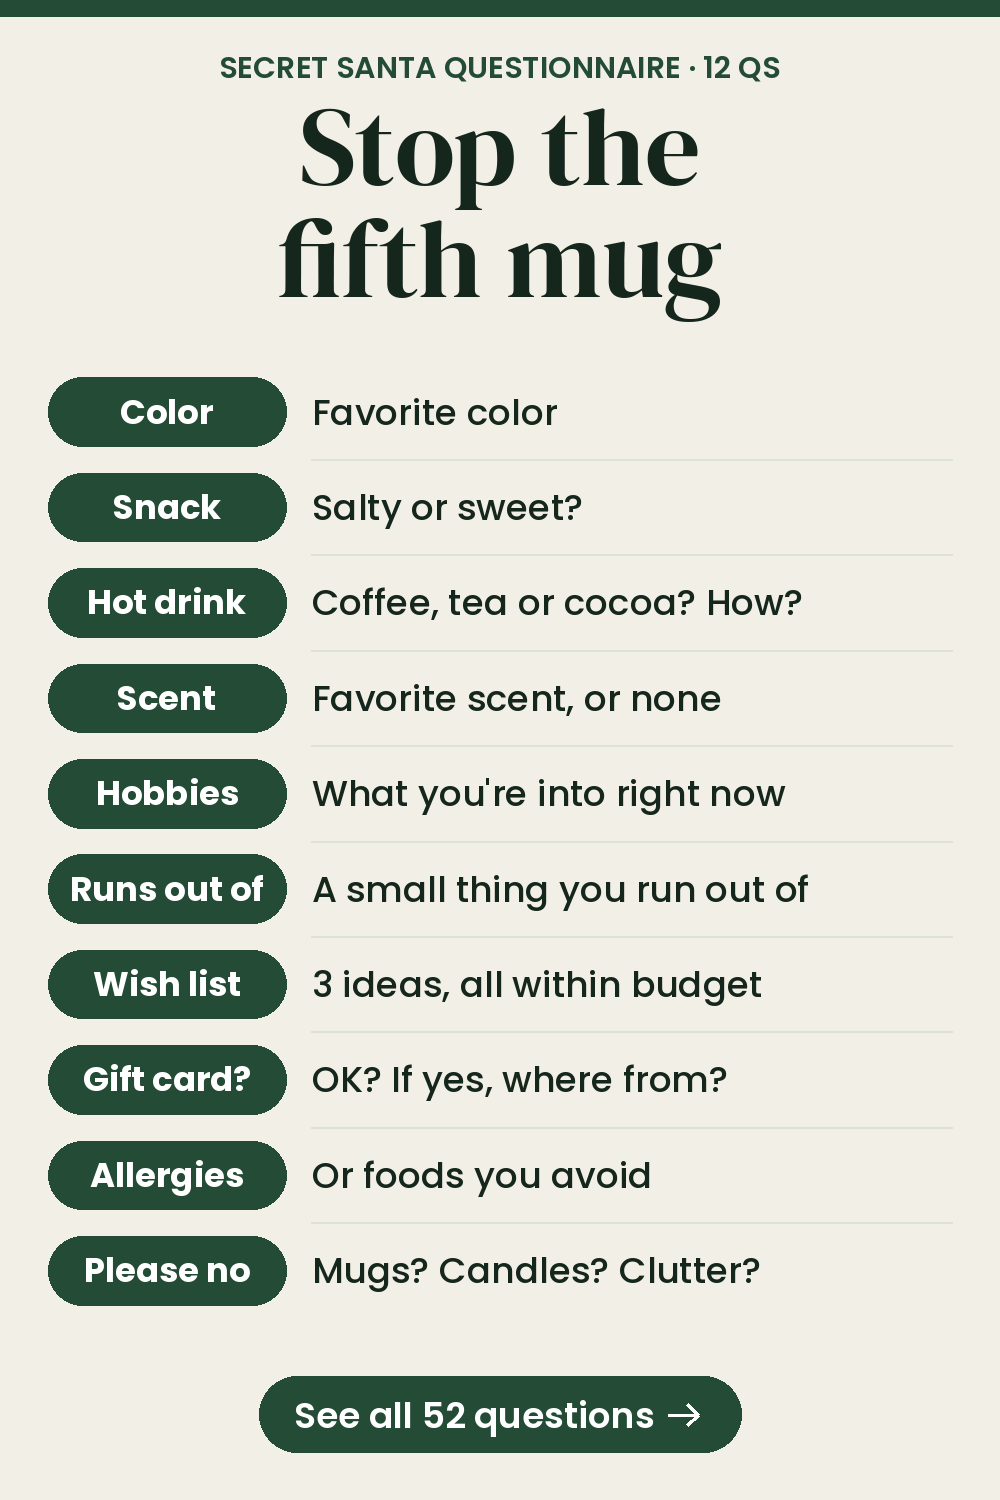 SECRET SANTA QUESTIONNAIRE · 12 QS
Stop the
fifth mug
Color Favorite color
Snack Salty or sweet?
Hot drink Coffee, tea or cocoa? How?
Scent Favorite scent, or none
Hobbies What you're into right now
Runs out of A small thing you run out of
Wish list 3 ideas, all within budget
Gift card? OK? If yes, where from?
Allergies Or foods you avoid
Please no Mugs? Candles? Clutter?
See all 52 questions →